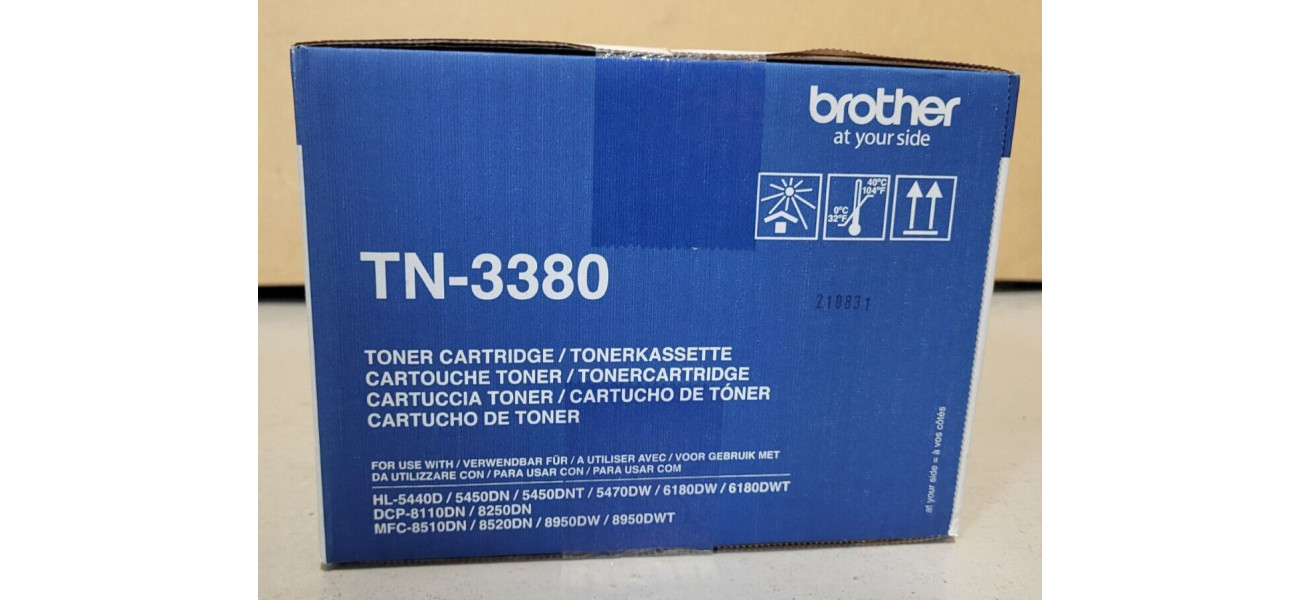 brother
at your side
40°C
104°F
0°C
32°F
TN-3380
210831
TONER CARTRIDGE / TONERKASSETTE
CARTOUCHE TONER / TONERCARTRIDGE
CARTUCCIA TONER / CARTUCHO DE TÓNER
CARTUCHO DE TONER
FOR USE WITH / VERWENDBAR FÜR / A UTILISER AVEC / VOOR GEBRUIK MET
DA UTILIZZARE CON / PARA USAR CON / PARA USAR COM
HL-5440D / 5450DN / 5450DNT / 5470DW / 6180DW / 6180DWT
DCP-8110DN / 8250DN
MFC-8510DN / 8520DN / 8950DW / 8950DWT
at your side = à vos côtés